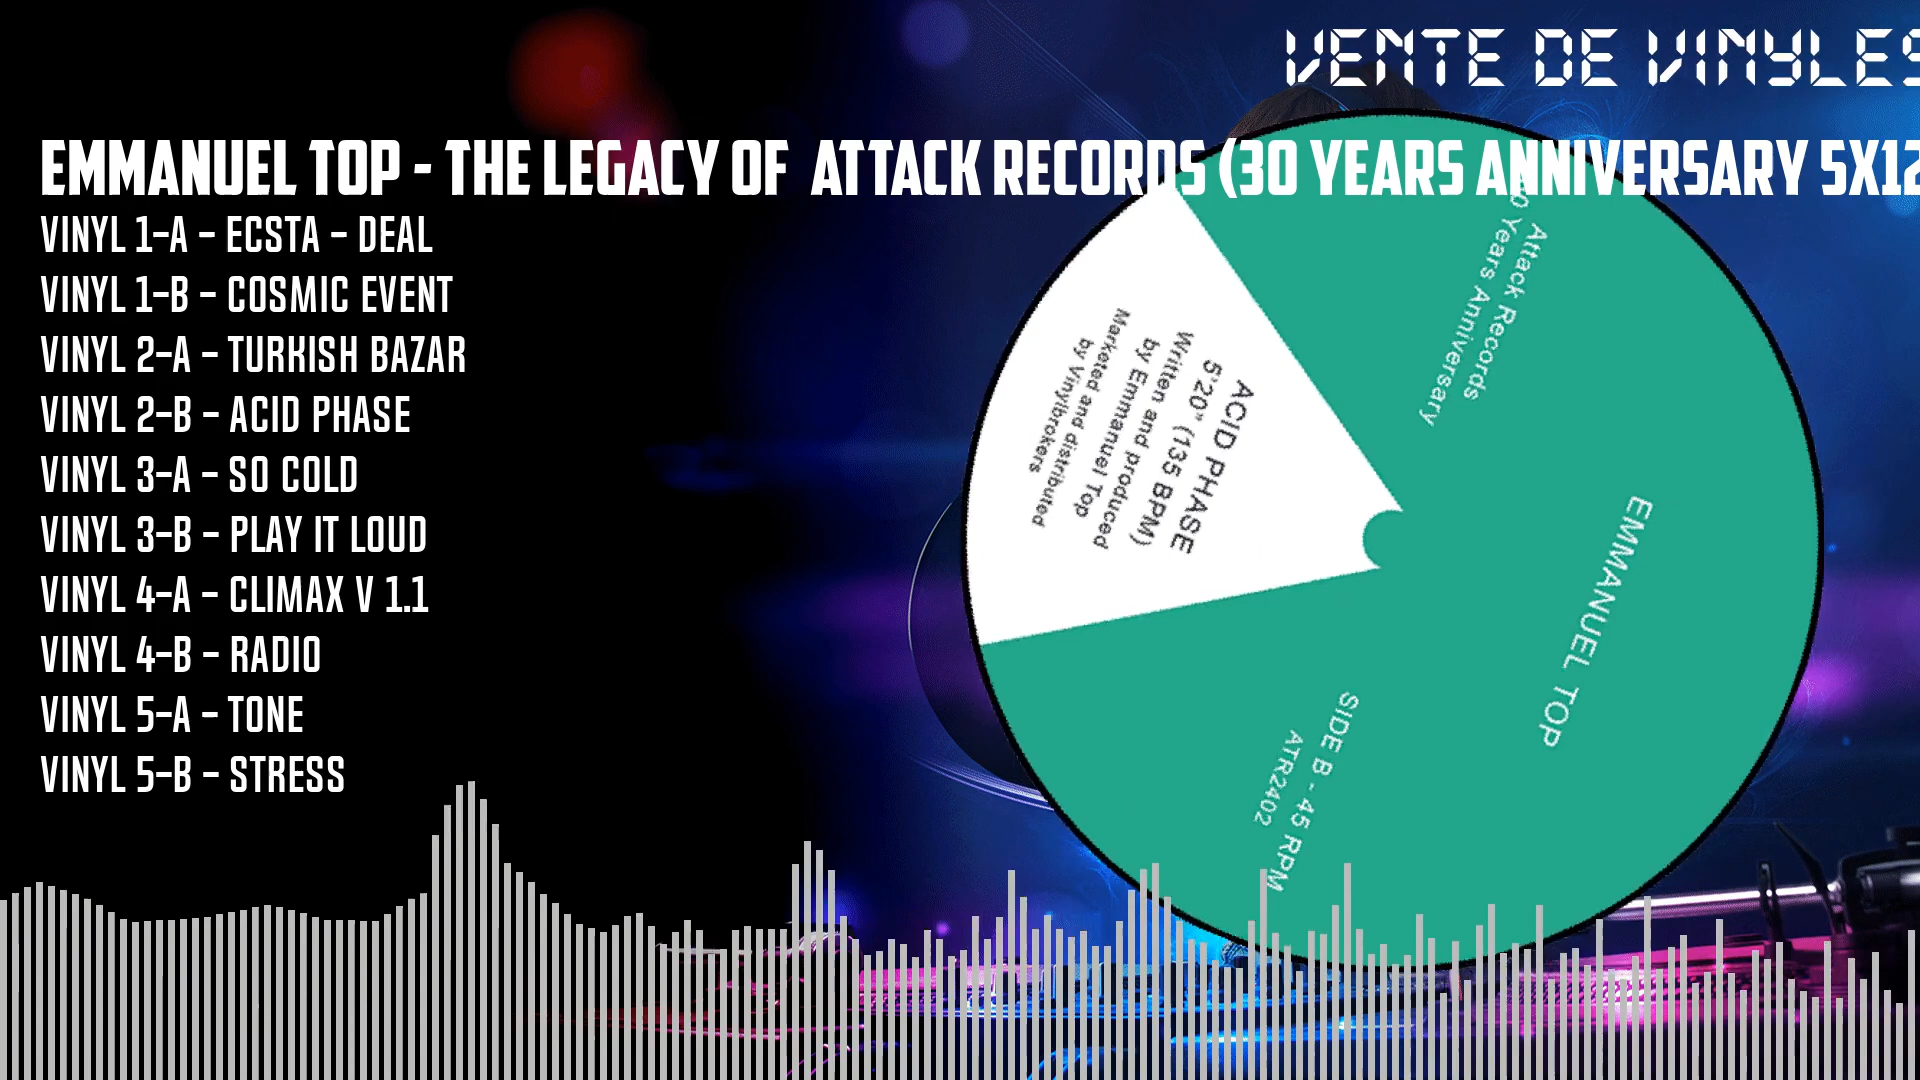 VENTE DE VINYLES
EMMANUEL TOP - THE LEGACY OF ATTACK RECORDS (30 YEARS ANNIVERSARY 5X12
VINYL 1-A - ECSTA - DEAL
VINYL 1-B - COSMIC EVENT
VINYL 2-A - TURKISH BAZAR
VINYL 2-B - ACID PHASE
VINYL 3-A - SO COLD
VINYL 3-B - PLAY IT LOUD
VINYL 4-A - CLIMAX V 1.1
VINYL 4-B - RADIO
VINYL 5-A - TONE
VINYL 5-B - STRESS
Attack Records
Years Anniversary
EMMANUEL TOP
ACID PHASE
5'20" (135 BPM)
Written and produced
by Emmanuel Top
Marketed and distributed
by Vinylbrokers
SIDE B - 45 RPM
ATR2402